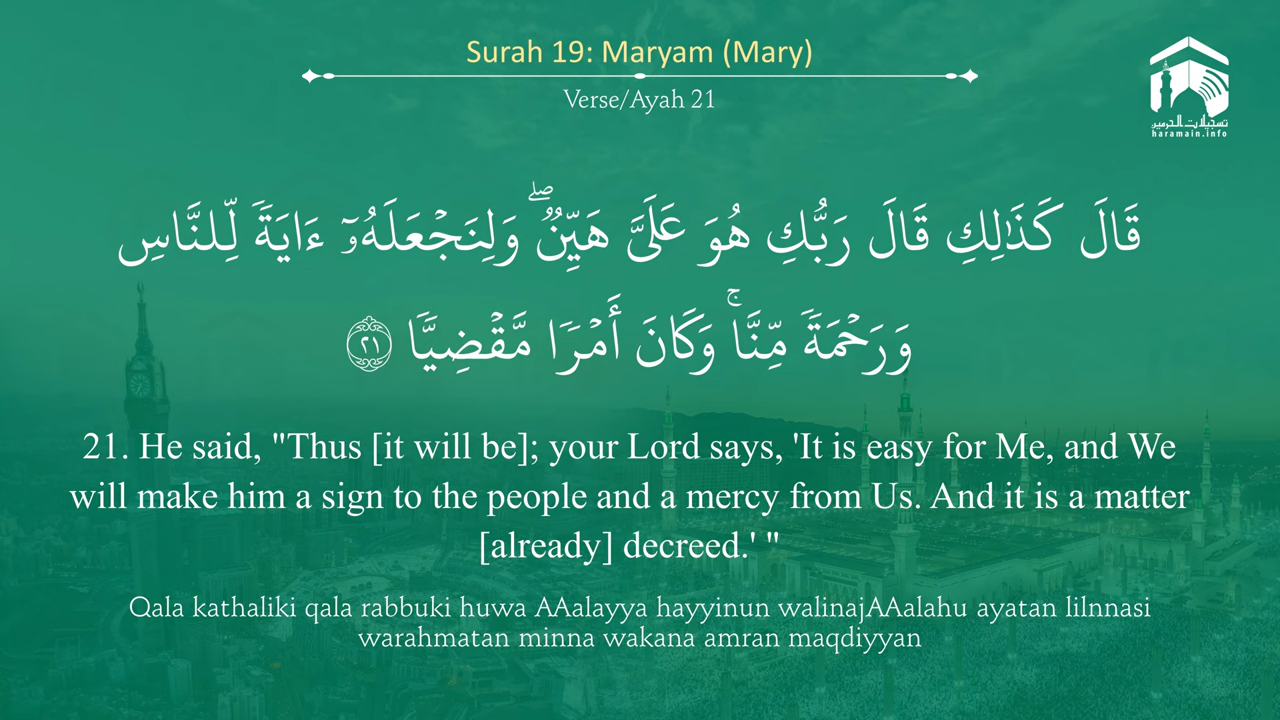 Surah 19: Maryam (Mary)
Verse/Ayah 21
تسجيلات الحرمين
haramain.info
قَالَ كَذَٰلِكِ قَالَ رَبُّكِ هُوَ عَلَىَّ هَيِّنٌۭ ۖ وَلِنَجْعَلَهُۥٓ ءَايَةًۭ لِّلنَّاسِ
وَرَحْمَةًۭ مِّنَّا ۚ وَكَانَ أَمْرًۭا مَّقْضِيًّۭا ٢١
21. He said, "Thus [it will be]; your Lord says, 'It is easy for Me, and We
will make him a sign to the people and a mercy from Us. And it is a matter
[already] decreed.' "
Qala kathaliki qala rabbuki huwa AAalayya hayyinun walinajAAalahu ayatan lilnnasi
warahmatan minna wakana amran maqdiyyan